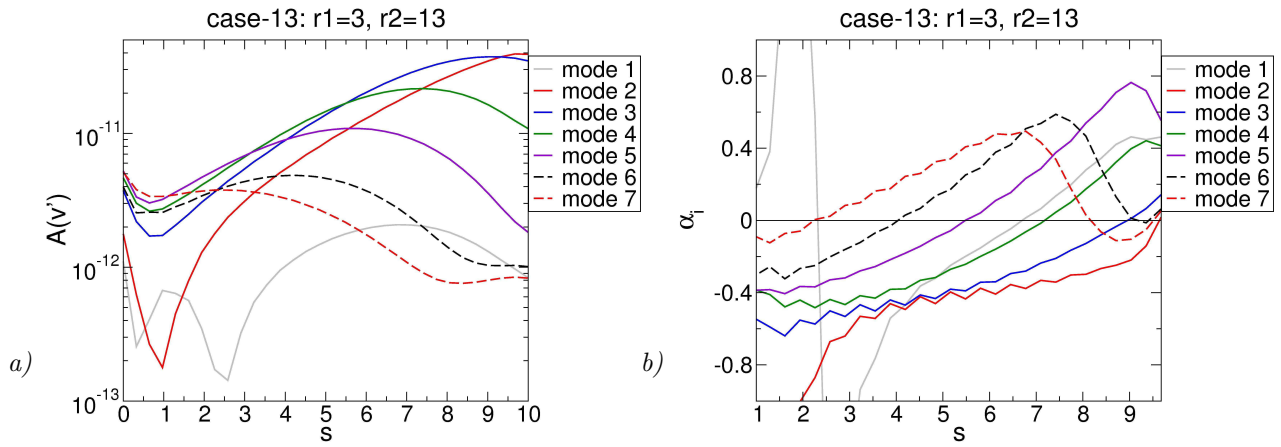 case-13: r1=3, r2=13
A(v')
10^-11
10^-12
10^-13
0 1 2 3 4 5 6 7 8 9 10
s
mode 1
mode 2
mode 3
mode 4
mode 5
mode 6
mode 7
a)
case-13: r1=3, r2=13
α_i
0.8
0.4
0
-0.4
-0.8
1 2 3 4 5 6 7 8 9
s
mode 1
mode 2
mode 3
mode 4
mode 5
mode 6
mode 7
b)